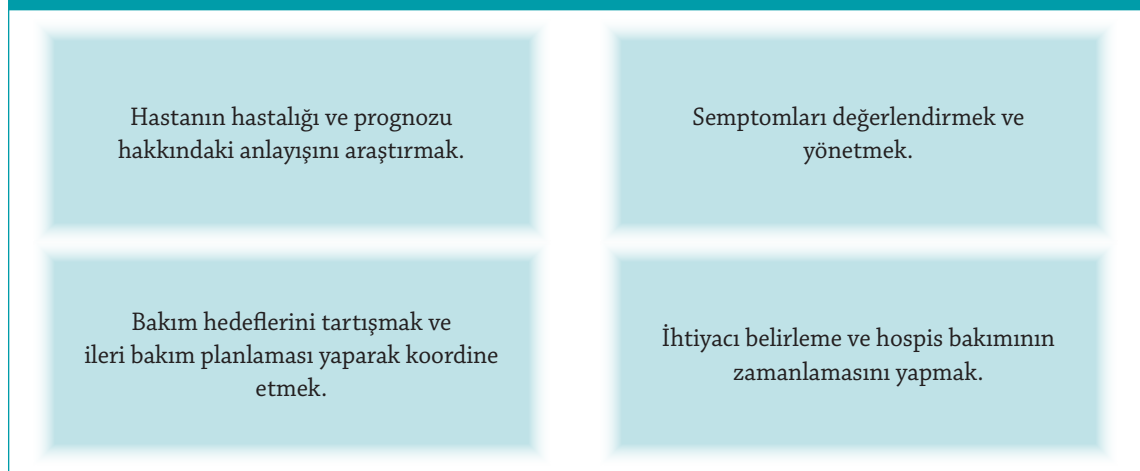 Hastanın hastalığı ve prognozu
hakkındaki anlayışını araştırmak.
Semptomları değerlendirmek ve
yönetmek.
Bakım hedeflerini tartışmak ve
ileri bakım planlaması yaparak koordine
etmek.
İhtiyacı belirleme ve hospis bakımının
zamanlamasını yapmak.